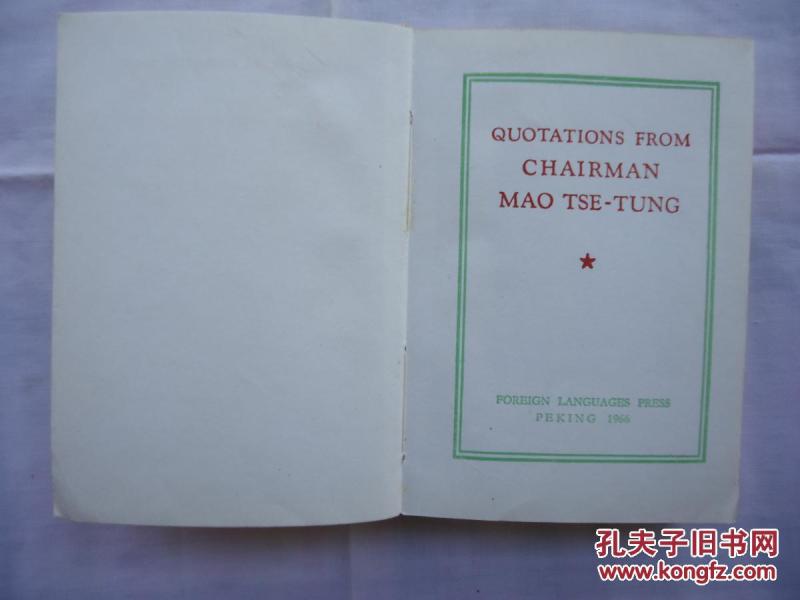 QUOTATIONS FROM
CHAIRMAN
MAO TSE-TUNG
FOREIGN LANGUAGES PRESS
PEKING 1966
孔夫子旧书网
www.kongfz.com